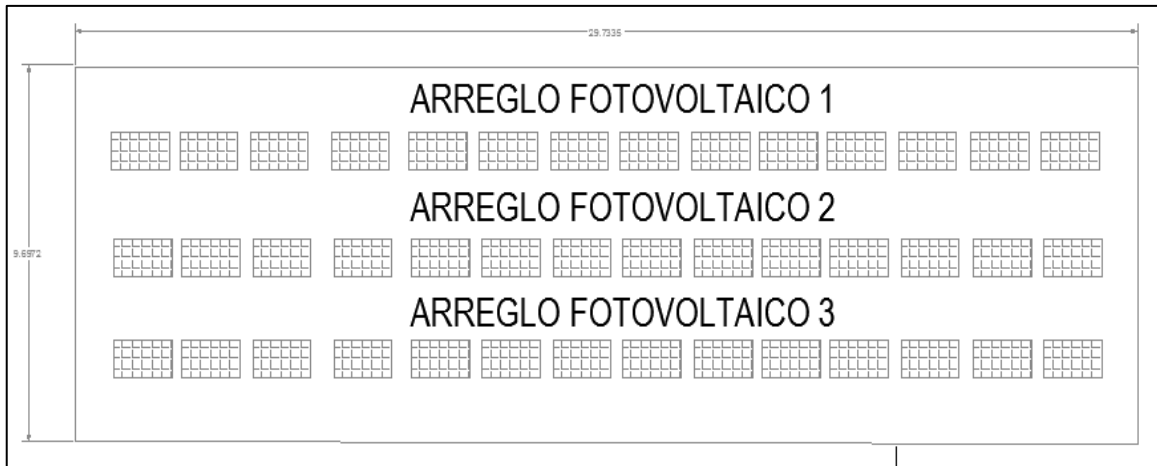 29.7335
ARREGLO FOTOVOLTAICO 1
ARREGLO FOTOVOLTAICO 2
9.6972
ARREGLO FOTOVOLTAICO 3